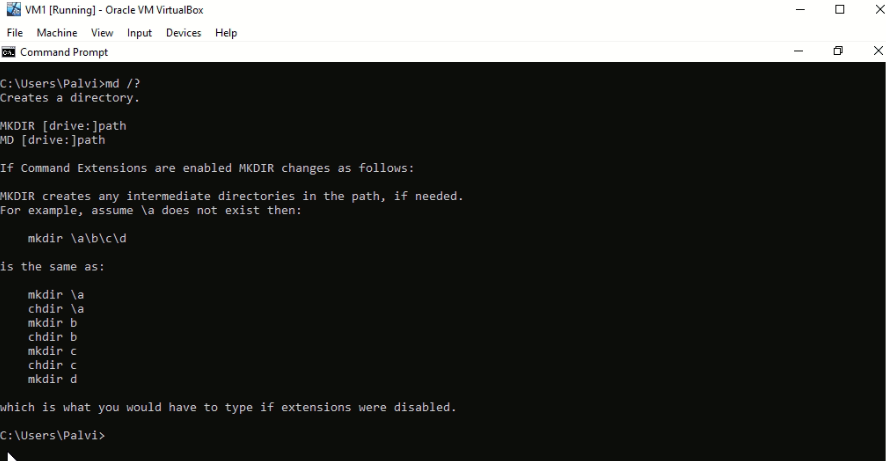 VM1 [Running] - Oracle VM VirtualBox
File Machine View Input Devices Help
Command Prompt
C:\Users\Palvi>md /?
Creates a directory.
MKDIR [drive:]path
MD [drive:]path
If Command Extensions are enabled MKDIR changes as follows:
MKDIR creates any intermediate directories in the path, if needed.
For example, assume \a does not exist then:
mkdir \a\b\c\d
is the same as:
mkdir \a
chdir \a
mkdir b
chdir b
mkdir c
chdir c
mkdir d
which is what you would have to type if extensions were disabled.
C:\Users\Palvi>